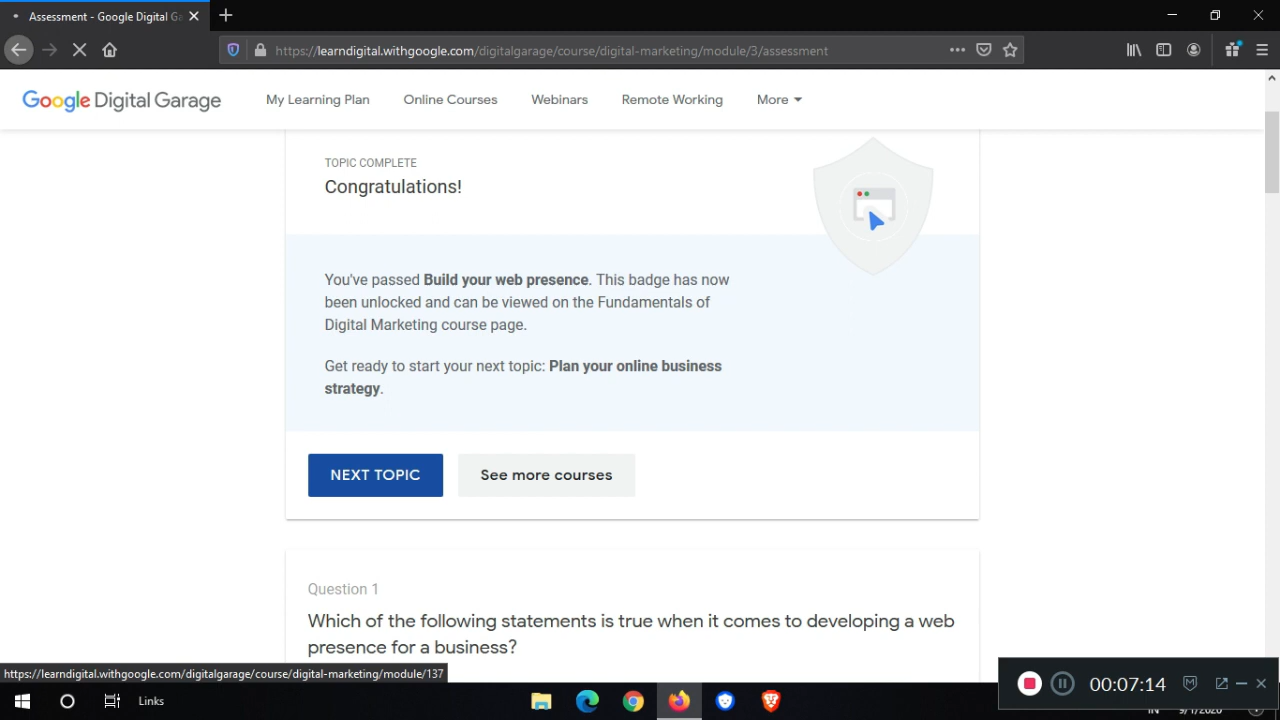 Assessment - Google Digital Ga
https://learndigital.withgoogle.com/digitalgarage/course/digital-marketing/module/3/assessment
Google Digital Garage
My Learning Plan
Online Courses
Webinars
Remote Working
More
TOPIC COMPLETE
Congratulations!
You've passed Build your web presence. This badge has now
been unlocked and can be viewed on the Fundamentals of
Digital Marketing course page.
Get ready to start your next topic: Plan your online business
strategy.
NEXT TOPIC
See more courses
Question 1
Which of the following statements is true when it comes to developing a web
presence for a business?
https://learndigital.withgoogle.com/digitalgarage/course/digital-marketing/module/137
00:07:14
Links
IN
9/1/2020